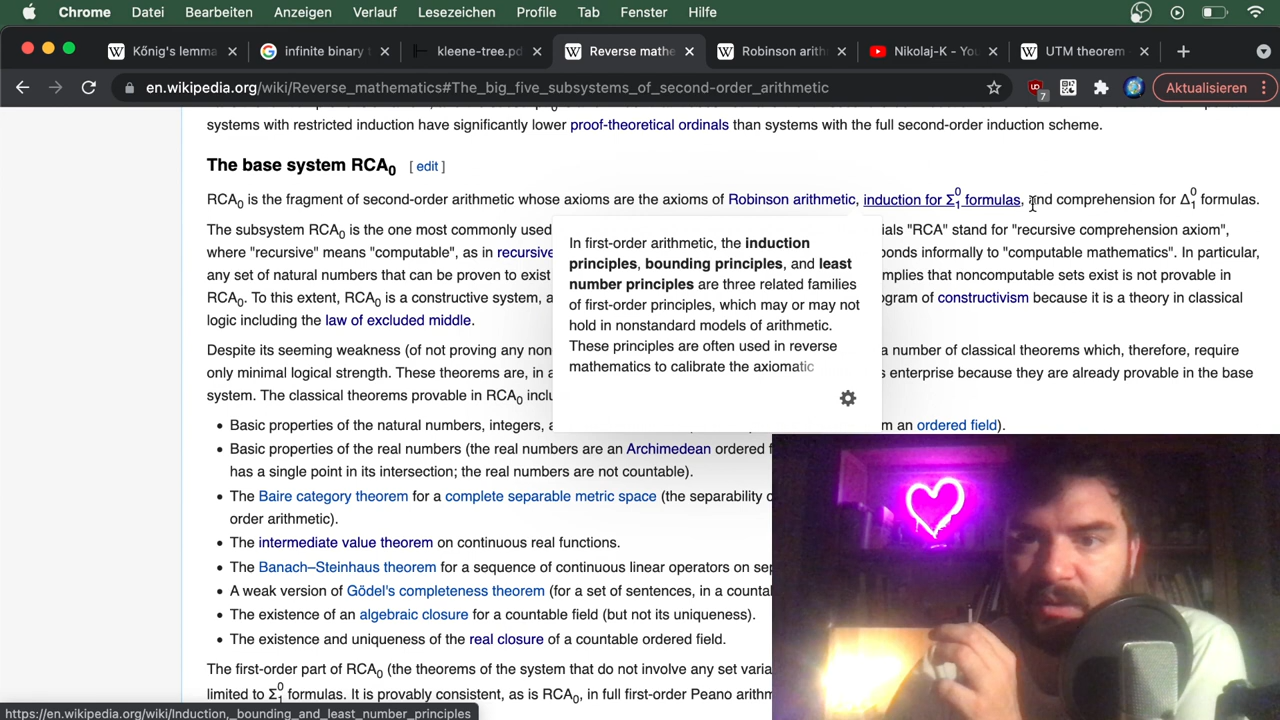 Chrome Datei Bearbeiten Anzeigen Verlauf Lesezeichen Profile Tab Fenster Hilfe
Kőnig's lemma infinite binary t kleene-tree.pd Reverse mathe Robinson arith Nikolaj-K - You UTM theorem -
en.wikipedia.org/wiki/Reverse_mathematics#The_big_five_subsystems_of_second-order_arithmetic 7 Aktualisieren
systems with restricted induction have significantly lower proof-theoretical ordinals than systems with the full second-order induction scheme.
The base system RCA₀ [ edit ]
RCA₀ is the fragment of second-order arithmetic whose axioms are the axioms of Robinson arithmetic, induction for Σ⁰₁ formulas, and comprehension for Δ⁰₁ formulas.
The subsystem RCA₀ is the one most commonly used
ials "RCA" stand for "recursive comprehension axiom",
where "recursive" means "computable", as in recursive
ponds informally to "computable mathematics". In particular,
any set of natural numbers that can be proven to exist
implies that noncomputable sets exist is not provable in
RCA₀. To this extent, RCA₀ is a constructive system, a
ogram of constructivism because it is a theory in classical
logic including the law of excluded middle.
In first-order arithmetic, the induction
principles, bounding principles, and least
number principles are three related families
of first-order principles, which may or may not
hold in nonstandard models of arithmetic.
These principles are often used in reverse
mathematics to calibrate the axiomatic
Despite its seeming weakness (of not proving any non
a number of classical theorems which, therefore, require
only minimal logical strength. These theorems are, in a
s enterprise because they are already provable in the base
system. The classical theorems provable in RCA₀ inclu
• Basic properties of the natural numbers, integers, a
m an ordered field).
• Basic properties of the real numbers (the real numbers are an Archimedean ordered f
has a single point in its intersection; the real numbers are not countable).
• The Baire category theorem for a complete separable metric space (the separability c
order arithmetic).
• The intermediate value theorem on continuous real functions.
• The Banach–Steinhaus theorem for a sequence of continuous linear operators on sep
• A weak version of Gödel's completeness theorem (for a set of sentences, in a counta
• The existence of an algebraic closure for a countable field (but not its uniqueness).
• The existence and uniqueness of the real closure of a countable ordered field.
The first-order part of RCA₀ (the theorems of the system that do not involve any set varia
limited to Σ⁰₁ formulas. It is provably consistent, as is RCA₀, in full first-order Peano arithm
https://en.wikipedia.org/wiki/Induction,_bounding_and_least_number_principles